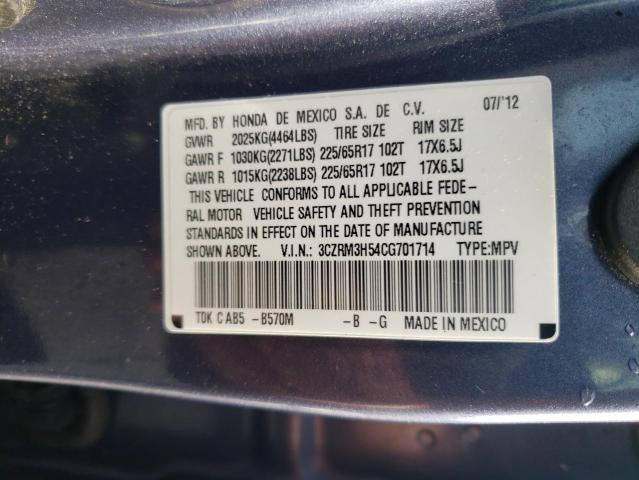 MFD. BY HONDA DE MEXICO S.A. DE C.V. 07/'12
GVWR 2025KG(4464LBS) TIRE SIZE RIM SIZE
GAWR F 1030KG(2271LBS) 225/65R17 102T 17X6.5J
GAWR R 1015KG(2238LBS) 225/65R17 102T 17X6.5J
THIS VEHICLE CONFORMS TO ALL APPLICABLE FEDE-
RAL MOTOR VEHICLE SAFETY AND THEFT PREVENTION
STANDARDS IN EFFECT ON THE DATE OF MANUFACTURE
SHOWN ABOVE. V.I.N.: 3CZRM3H54CG701714 TYPE:MPV
TDK C AB5 -B570M -B -G MADE IN MEXICO